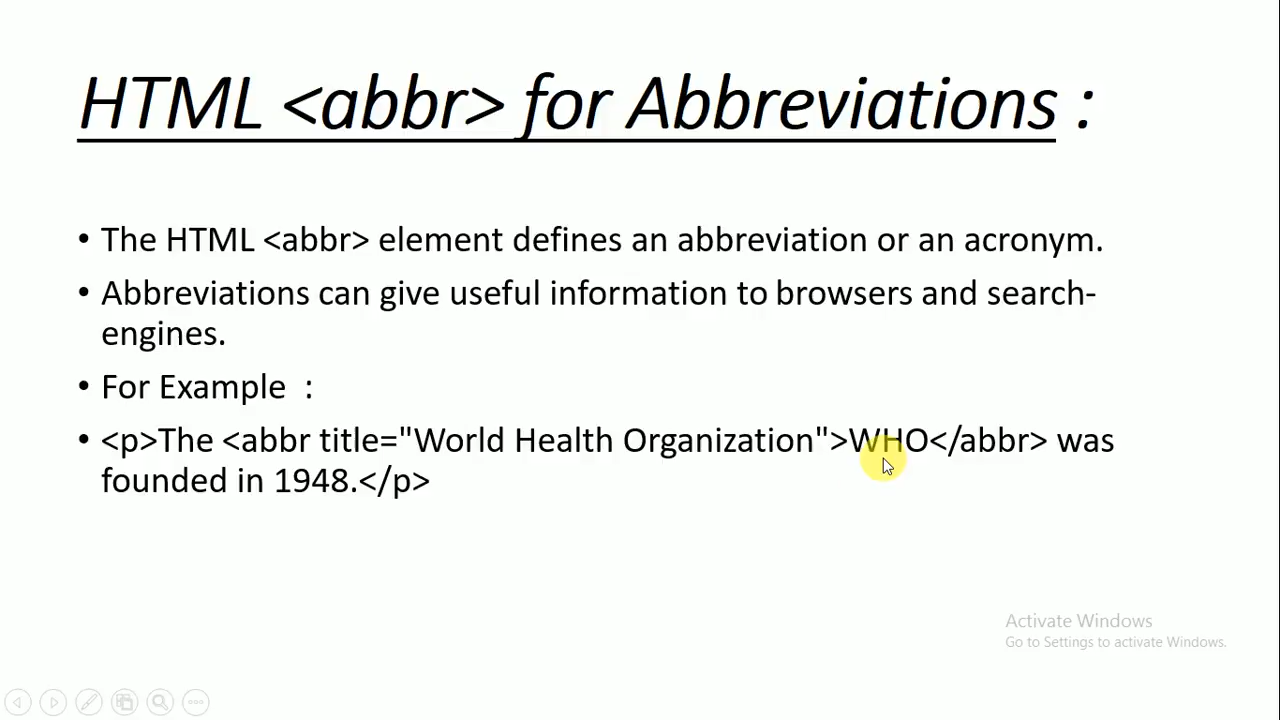 HTML <abbr> for Abbreviations :
• The HTML <abbr> element defines an abbreviation or an acronym.
• Abbreviations can give useful information to browsers and search-
engines.
• For Example  :
• <p>The <abbr title="World Health Organization">WHO</abbr> was
founded in 1948.</p>
Activate Windows
Go to Settings to activate Windows.